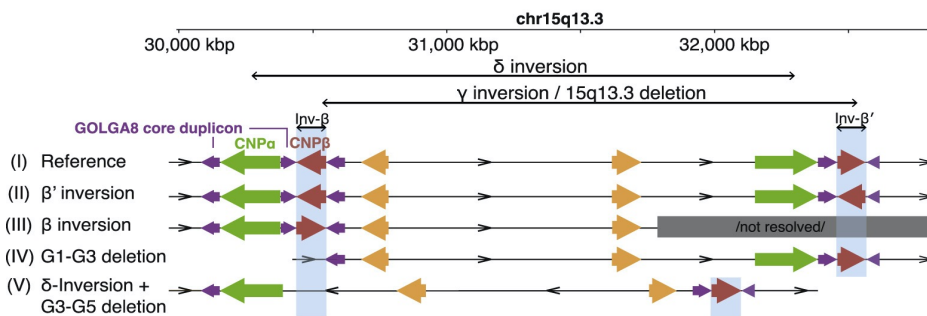 chr15q13.3
30,000 kbp 31,000 kbp 32,000 kbp
δ inversion
γ inversion / 15q13.3 deletion
Inv-β Inv-β′
GOLGA8 core duplicon
CNPα CNPβ
(I) Reference
(II) β’ inversion
(III) β inversion
/not resolved/
(IV) G1-G3 deletion
(V) δ-Inversion +
G3-G5 deletion